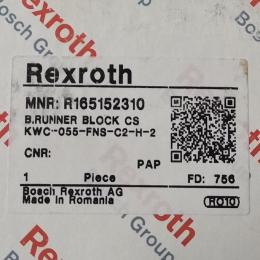 Rexroth
MNR: R165152310
B.RUNNER BLOCK CS
KWC-055-FNS-C2-H-2
CNR:
PAP
1 Piece FD: 756
Bosch Rexroth AG
Made in Romania
RO10